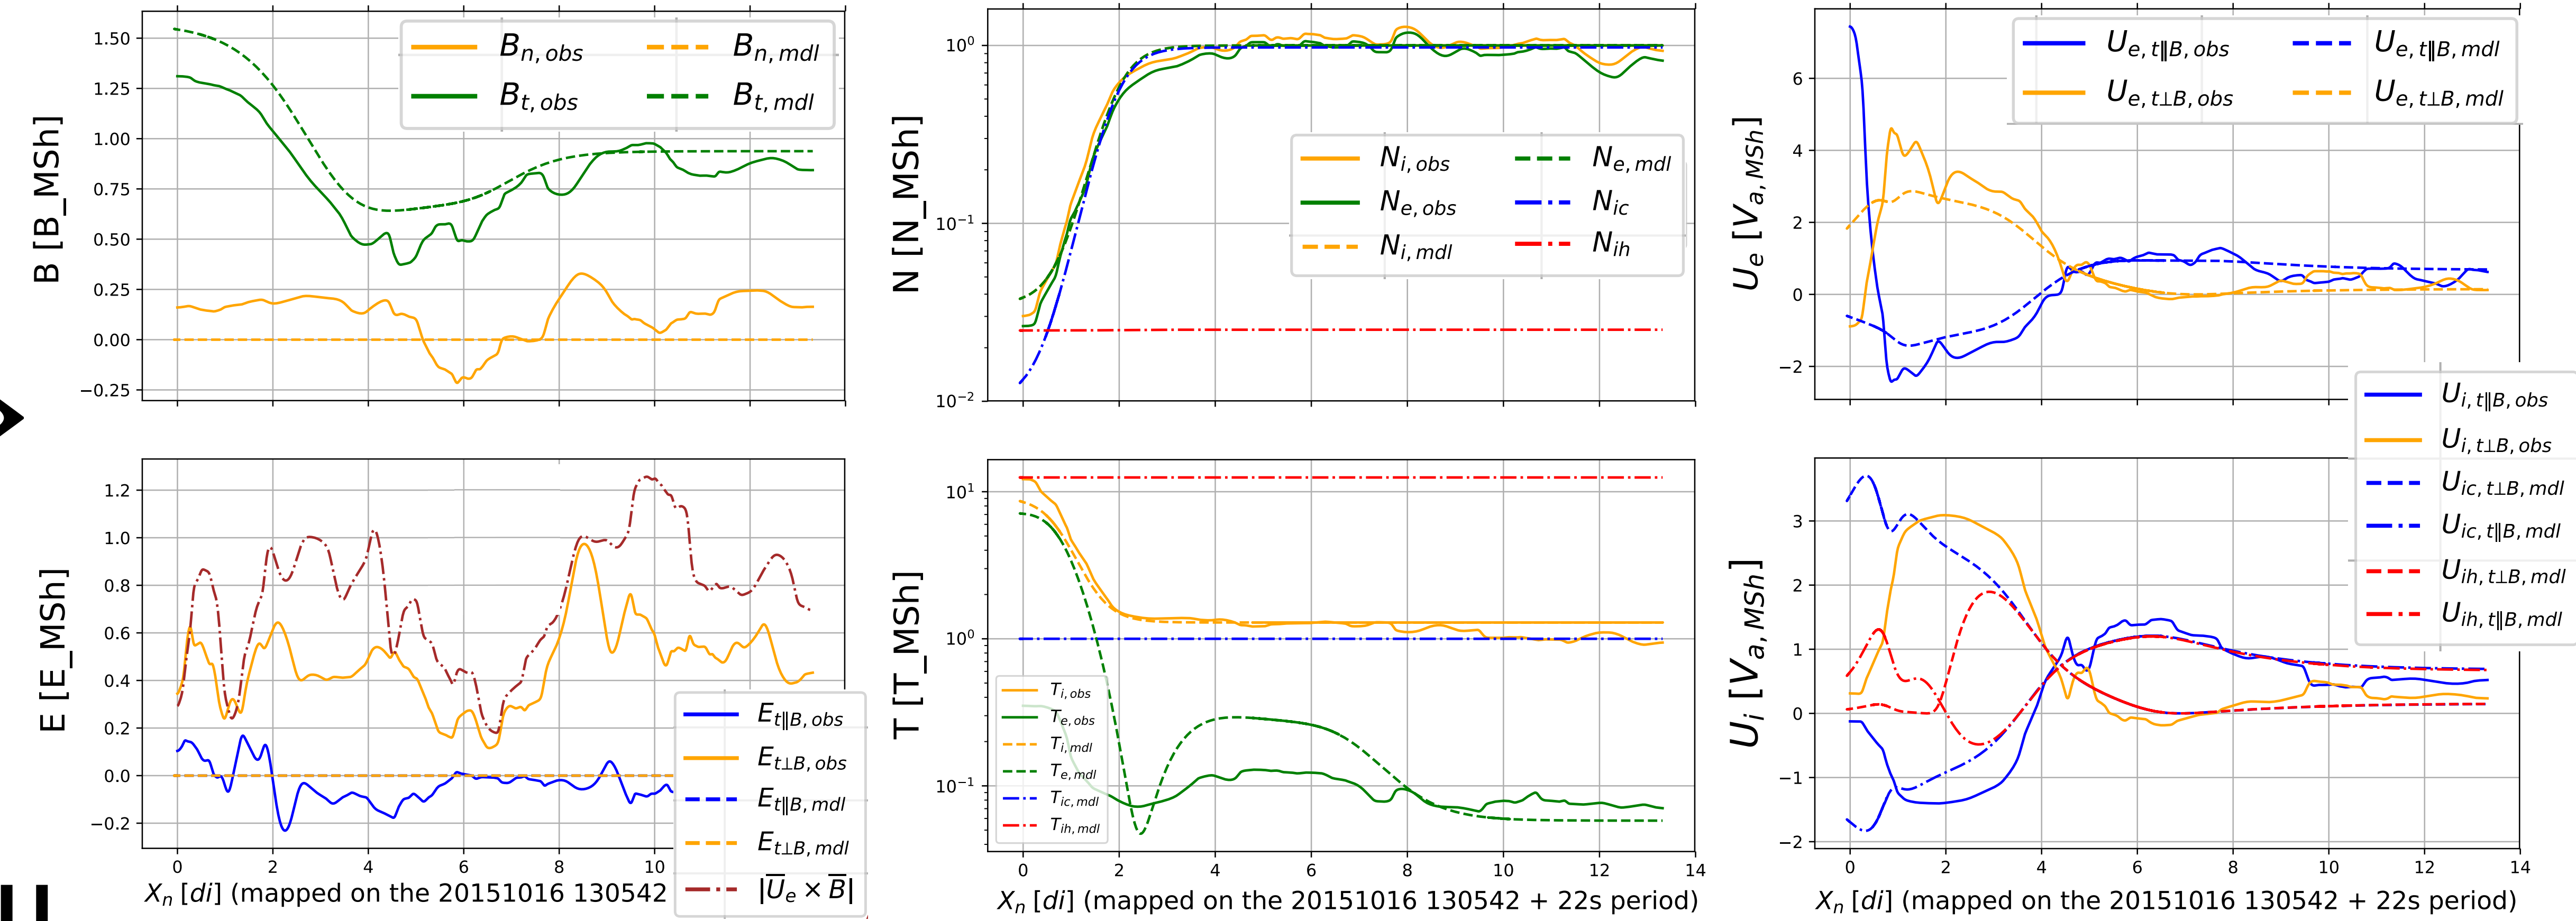 B [B_MSh]
1.50
1.25
1.00
0.75
0.50
0.25
0.00
−0.25
B_{n, obs}
B_{t, obs}
B_{n, mdl}
B_{t, mdl}
N [N_MSh]
10^0
10^{-1}
10^{-2}
N_{i, obs}
N_{e, obs}
N_{i, mdl}
N_{e, mdl}
N_{ic}
N_{ih}
U_e [V_{a, MSh}]
6
4
2
0
−2
U_{e, t∥B, obs}
U_{e, t⊥B, obs}
U_{e, t∥B, mdl}
U_{e, t⊥B, mdl}
E [E_MSh]
1.2
1.0
0.8
0.6
0.4
0.2
0.0
−0.2
E_{t∥B, obs}
E_{t⊥B, obs}
E_{t∥B, mdl}
E_{t⊥B, mdl}
|U̅_e × B̅|
0 2 4 6 8 10
X_n [di] (mapped on the 20151016 130542
T [T_MSh]
10^1
10^0
10^{-1}
T_{i, obs}
T_{e, obs}
T_{i, mdl}
T_{e, mdl}
T_{ic, mdl}
T_{ih, mdl}
0 2 4 6 8 10 12 14
X_n [di] (mapped on the 20151016 130542 + 22s period)
U_i [V_{a, MSh}]
3
2
1
0
−1
−2
U_{i, t∥B, obs}
U_{i, t⊥B, obs}
U_{ic, t⊥B, mdl}
U_{ic, t∥B, mdl}
U_{ih, t⊥B, mdl}
U_{ih, t∥B, mdl}
0 2 4 6 8 10 12 14
X_n [di] (mapped on the 20151016 130542 + 22s period)